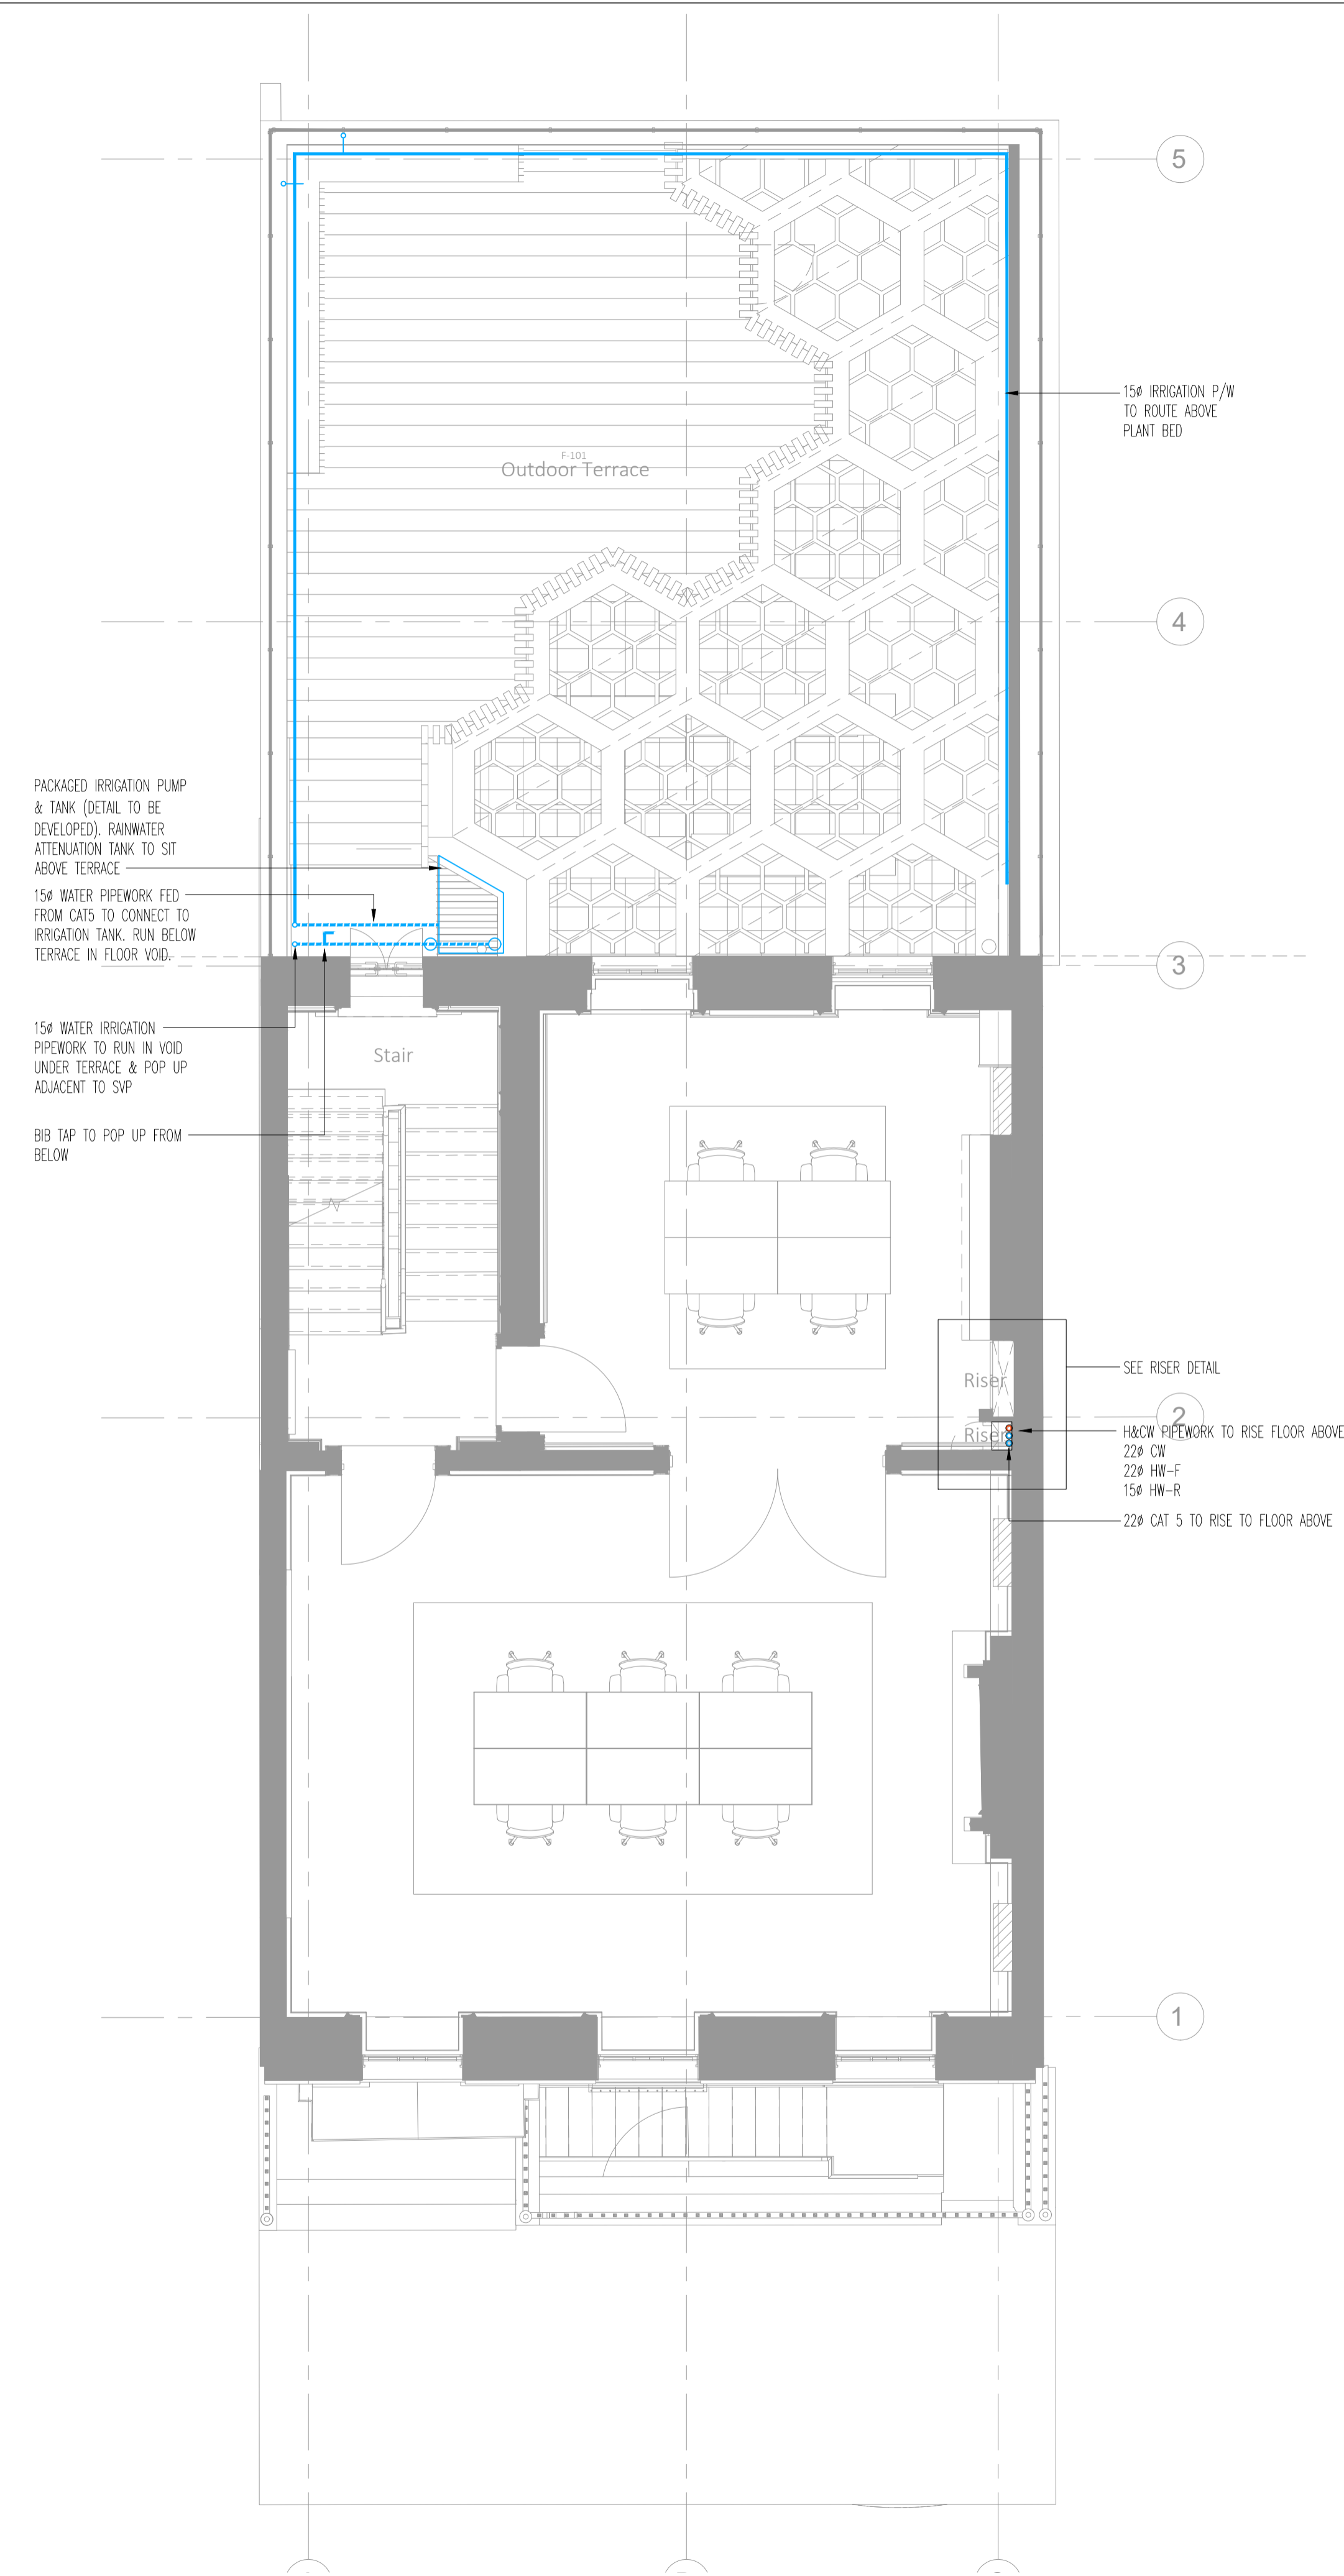 5
15ø IRRIGATION P/W
TO ROUTE ABOVE
PLANT BED
F-101
Outdoor Terrace
4
PACKAGED IRRIGATION PUMP
& TANK (DETAIL TO BE
DEVELOPED). RAINWATER
ATTENUATION TANK TO SIT
ABOVE TERRACE
15ø WATER PIPEWORK FED
FROM CAT5 TO CONNECT TO
IRRIGATION TANK. RUN BELOW
TERRACE IN FLOOR VOID.
3
15ø WATER IRRIGATION
PIPEWORK TO RUN IN VOID
UNDER TERRACE & POP UP
ADJACENT TO SVP
Stair
BIB TAP TO POP UP FROM
BELOW
SEE RISER DETAIL
Riser
2
Riser
H&CW PIPEWORK TO RISE FLOOR ABOVE
22ø CW
22ø HW-F
15ø HW-R
22ø CAT 5 TO RISE TO FLOOR ABOVE
1